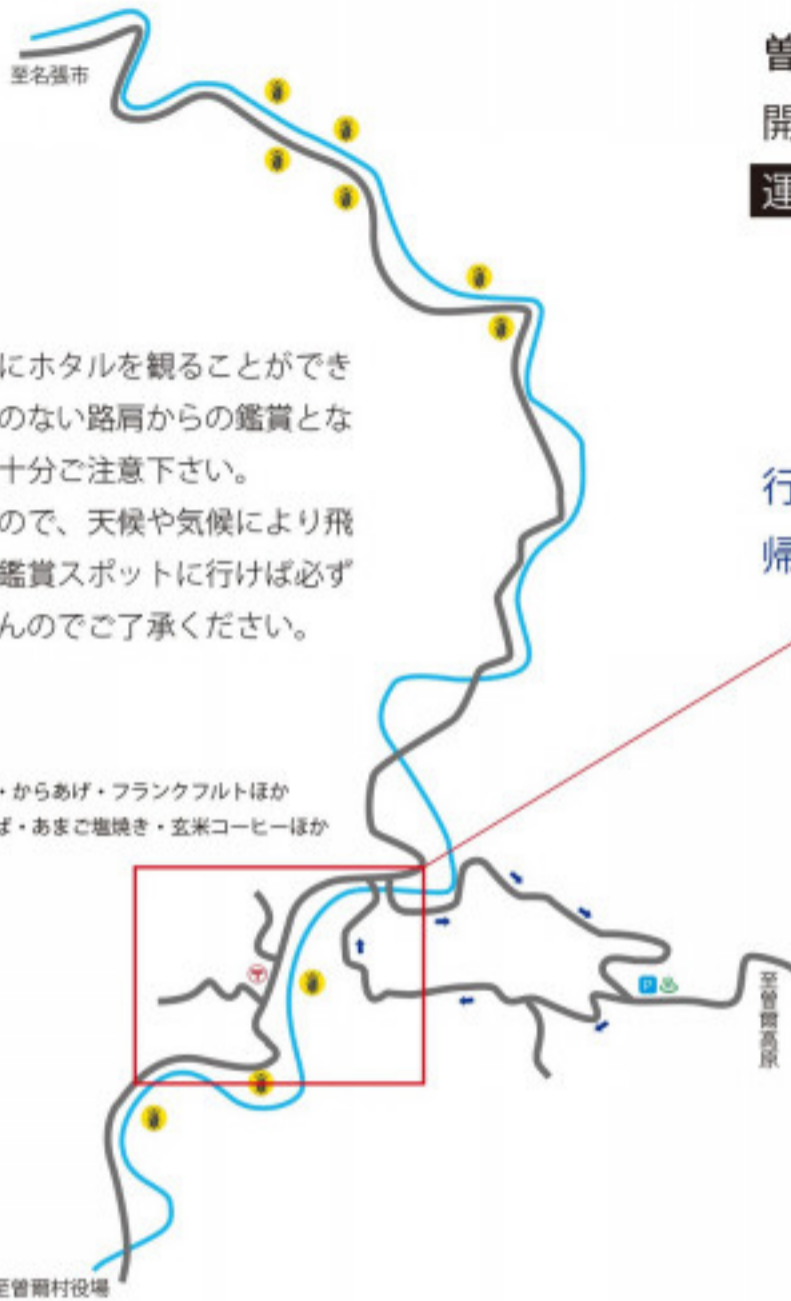 至名張市
曽
開
運
にホタルを観ることができ
のない路肩からの鑑賞とな
十分ご注意下さい。
ので、天候や気候により飛
鑑賞スポットに行けば必ず
んのでご了承ください。
行
帰
・からあげ・フランクフルトほか
ば・あまご塩焼き・玄米コーヒーほか
〒
P
至曽爾高原
至曽爾村役場